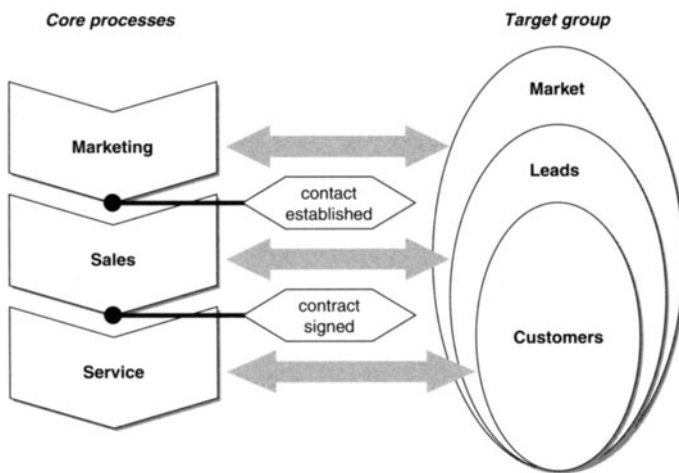 Core processes
Target group
Market
Marketing
Leads
contact
established
Sales
contract
signed
Customers
Service